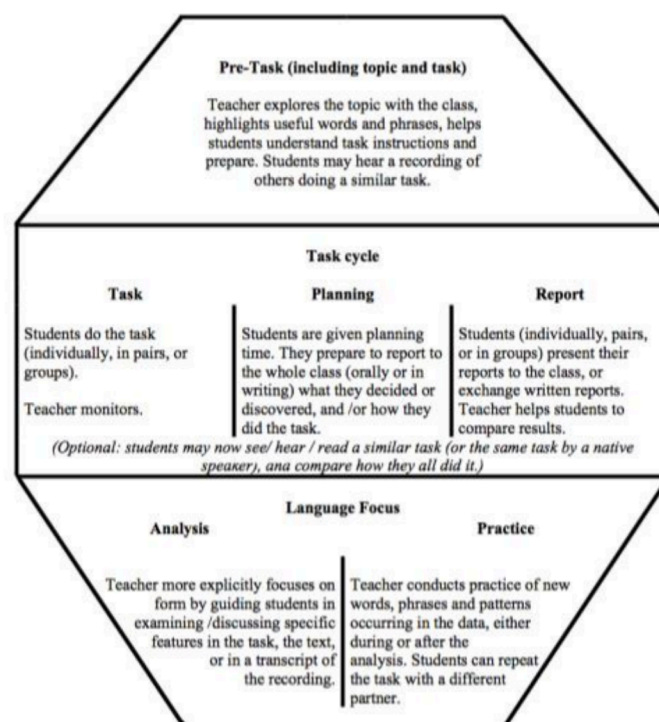 Pre-Task (including topic and task)
Teacher explores the topic with the class,
highlights useful words and phrases, helps
students understand task instructions and
prepare. Students may hear a recording of
others doing a similar task.
Task cycle
Task
Students do the task
(individually, in pairs, or
groups).
Teacher monitors.
Planning
Students are given planning
time. They prepare to report to
the whole class (orally or in
writing) what they decided or
discovered, and /or how they
did the task.
Report
Students (individually, pairs,
or in groups) present their
reports to the class, or
exchange written reports.
Teacher helps students to
compare results.
(Optional: students may now see/ hear / read a similar task (or the same task by a native
speaker), and compare how they all did it.)
Language Focus
Analysis
Teacher more explicitly focuses on
form by guiding students in
examining /discussing specific
features in the task, the text,
or in a transcript of
the recording.
Practice
Teacher conducts practice of new
words, phrases and patterns
occurring in the data, either
during or after the
analysis. Students can repeat
the task with a different
partner.